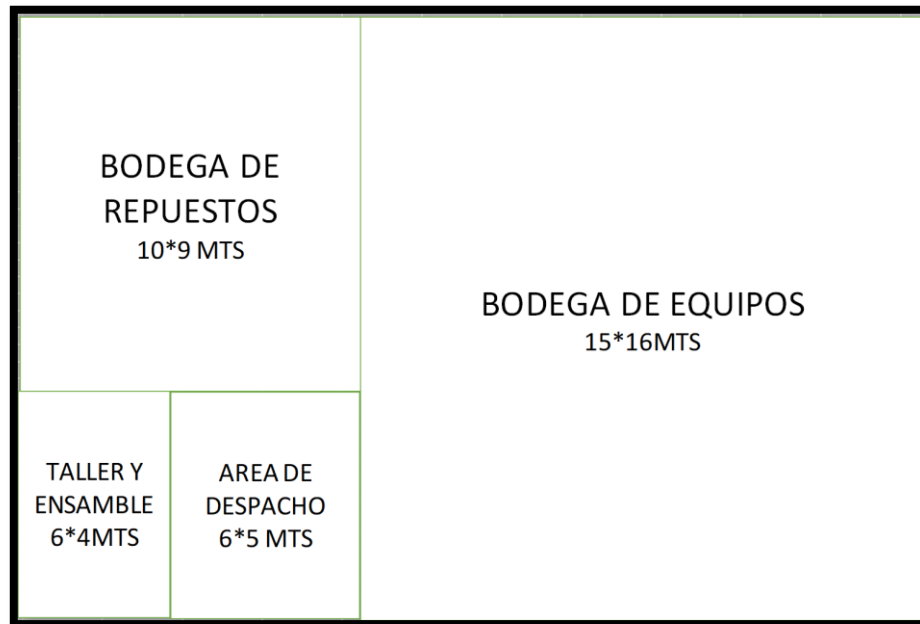 BODEGA DE
REPUESTOS
10*9 MTS
BODEGA DE EQUIPOS
15*16MTS
TALLER Y
ENSAMBLE
6*4MTS
AREA DE
DESPACHO
6*5 MTS